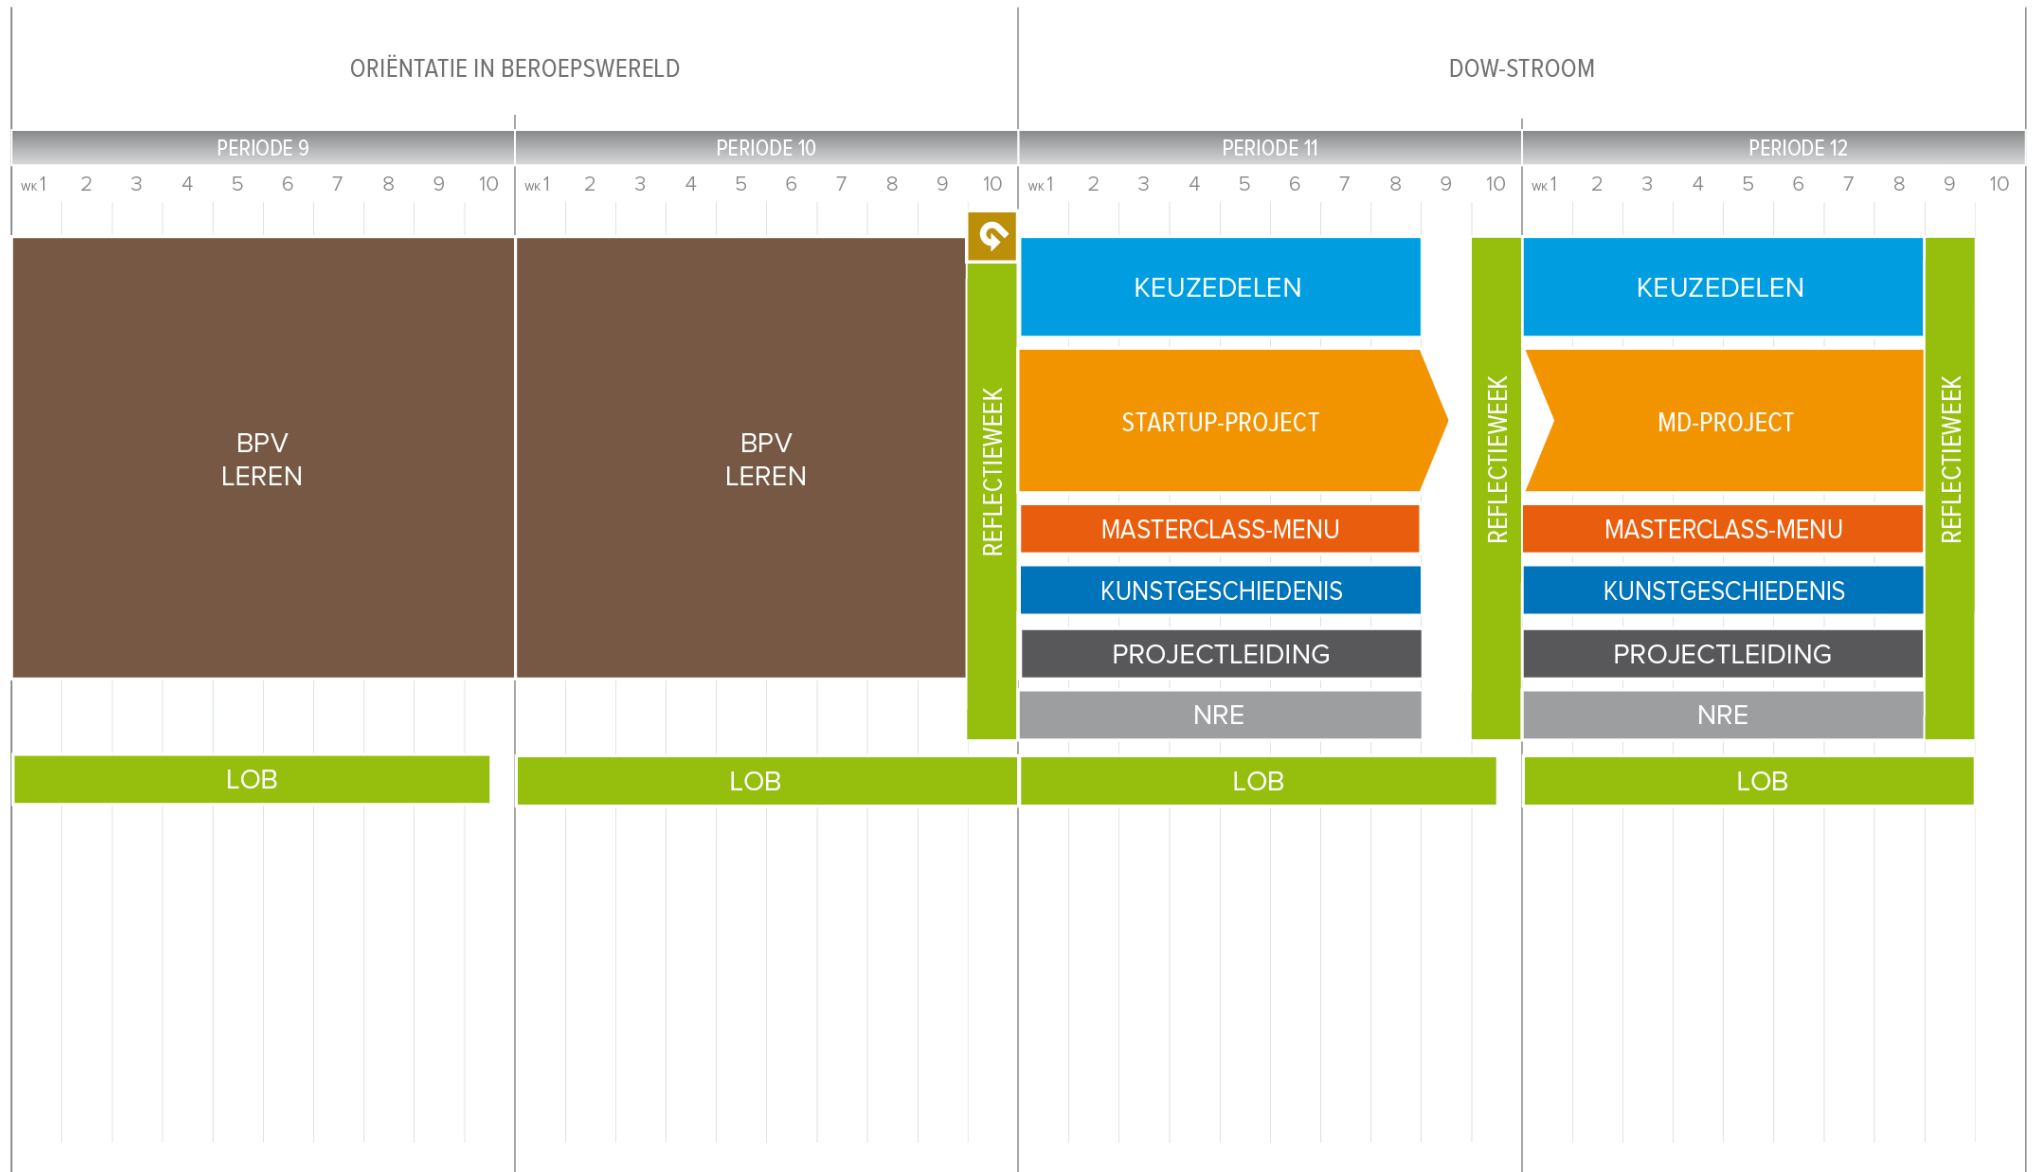 ORIËNTATIE IN BEROEPSWERELD
DOW-STROOM
PERIODE 9
PERIODE 10
PERIODE 11
PERIODE 12
WK 1 2 3 4 5 6 7 8 9 10
WK 1 2 3 4 5 6 7 8 9 10
WK 1 2 3 4 5 6 7 8 9 10
WK 1 2 3 4 5 6 7 8 9 10
BPV
LEREN
BPV
LEREN
REFLECTIEWEEK
KEUZEDELEN
STARTUP-PROJECT
MASTERCLASS-MENU
KUNSTGESCHIEDENIS
PROJECTLEIDING
NRE
REFLECTIEWEEK
KEUZEDELEN
MD-PROJECT
MASTERCLASS-MENU
KUNSTGESCHIEDENIS
PROJECTLEIDING
NRE
REFLECTIEWEEK
LOB
LOB
LOB
LOB